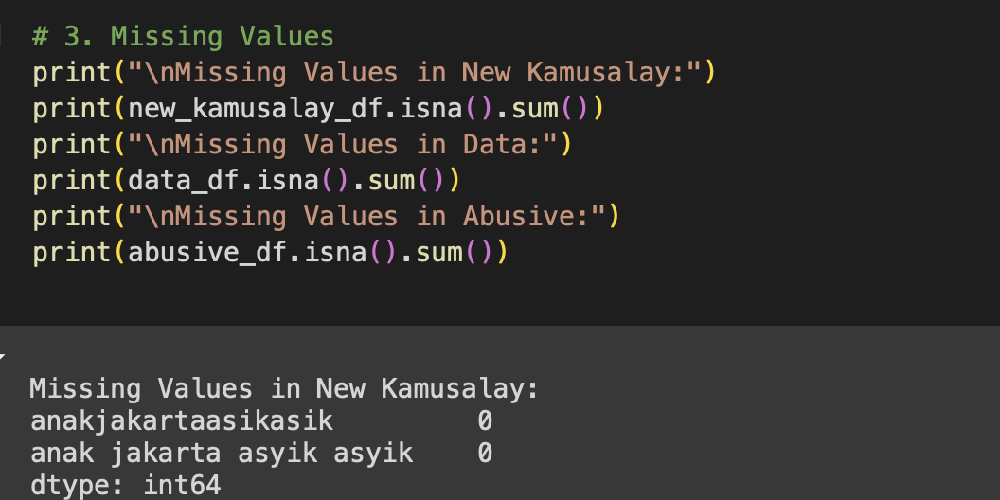 # 3. Missing Values
print("\nMissing Values in New Kamusalay:")
print(new_kamusalay_df.isna().sum())
print("\nMissing Values in Data:")
print(data_df.isna().sum())
print("\nMissing Values in Abusive:")
print(abusive_df.isna().sum())
Missing Values in New Kamusalay:
anakjakartaasikasik         0
anak jakarta asyik asyik    0
dtype: int64